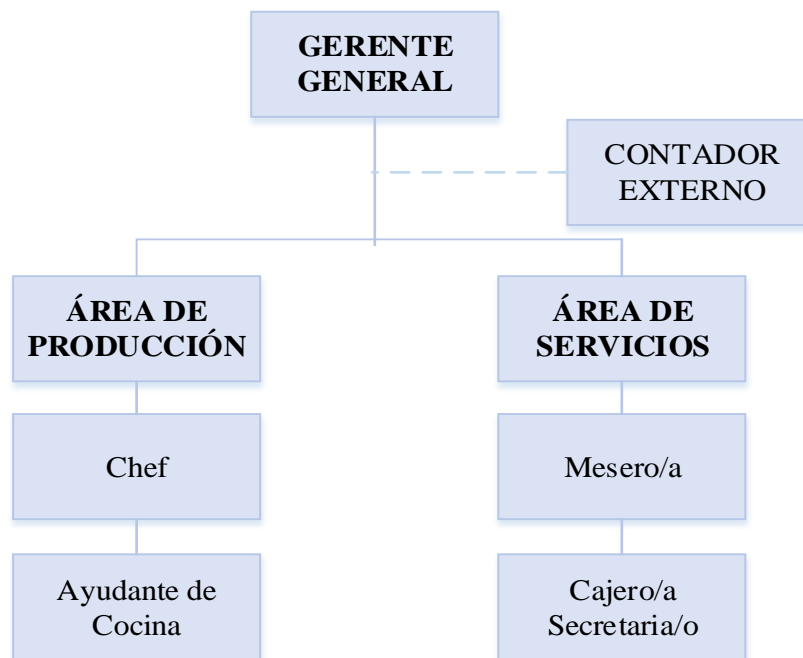 GERENTE
GENERAL
CONTADOR
EXTERNO
ÁREA DE
PRODUCCIÓN
ÁREA DE
SERVICIOS
Chef
Mesero/a
Ayudante de
Cocina
Cajero/a
Secretaria/o